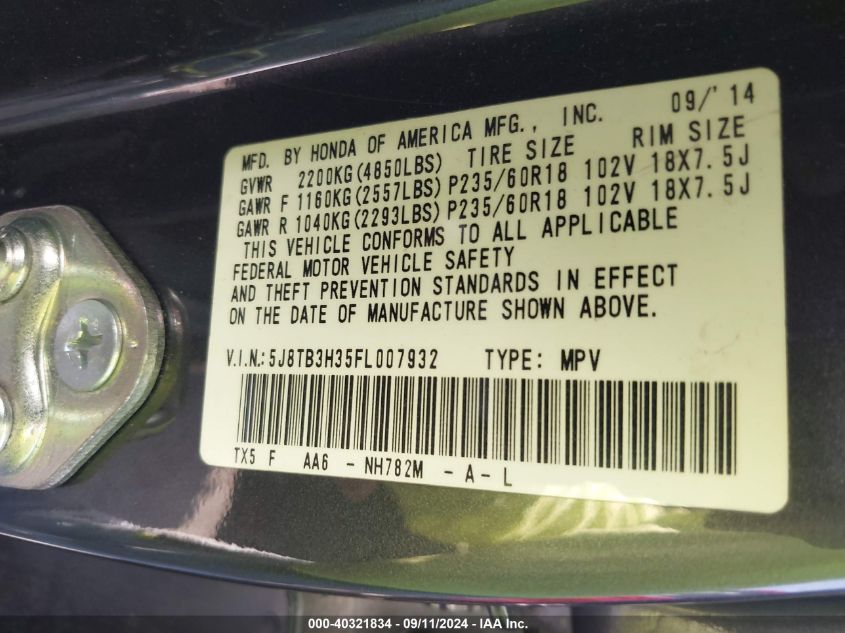 MFD. BY HONDA OF AMERICA MFG., INC. 09/'14
GVWR 2200KG(4850LBS) TIRE SIZE RIM SIZE
GAWR F 1160KG(2557LBS) P235/60R18 102V 18X7.5J
GAWR R 1040KG(2293LBS) P235/60R18 102V 18X7.5J
THIS VEHICLE CONFORMS TO ALL APPLICABLE
FEDERAL MOTOR VEHICLE SAFETY
AND THEFT PREVENTION STANDARDS IN EFFECT
ON THE DATE OF MANUFACTURE SHOWN ABOVE.
V.I.N.: 5J8TB3H35FL007932 TYPE: MPV
TX5 F AA6 - NH782M - A - L
000-40321834 - 09/11/2024 - IAA Inc.